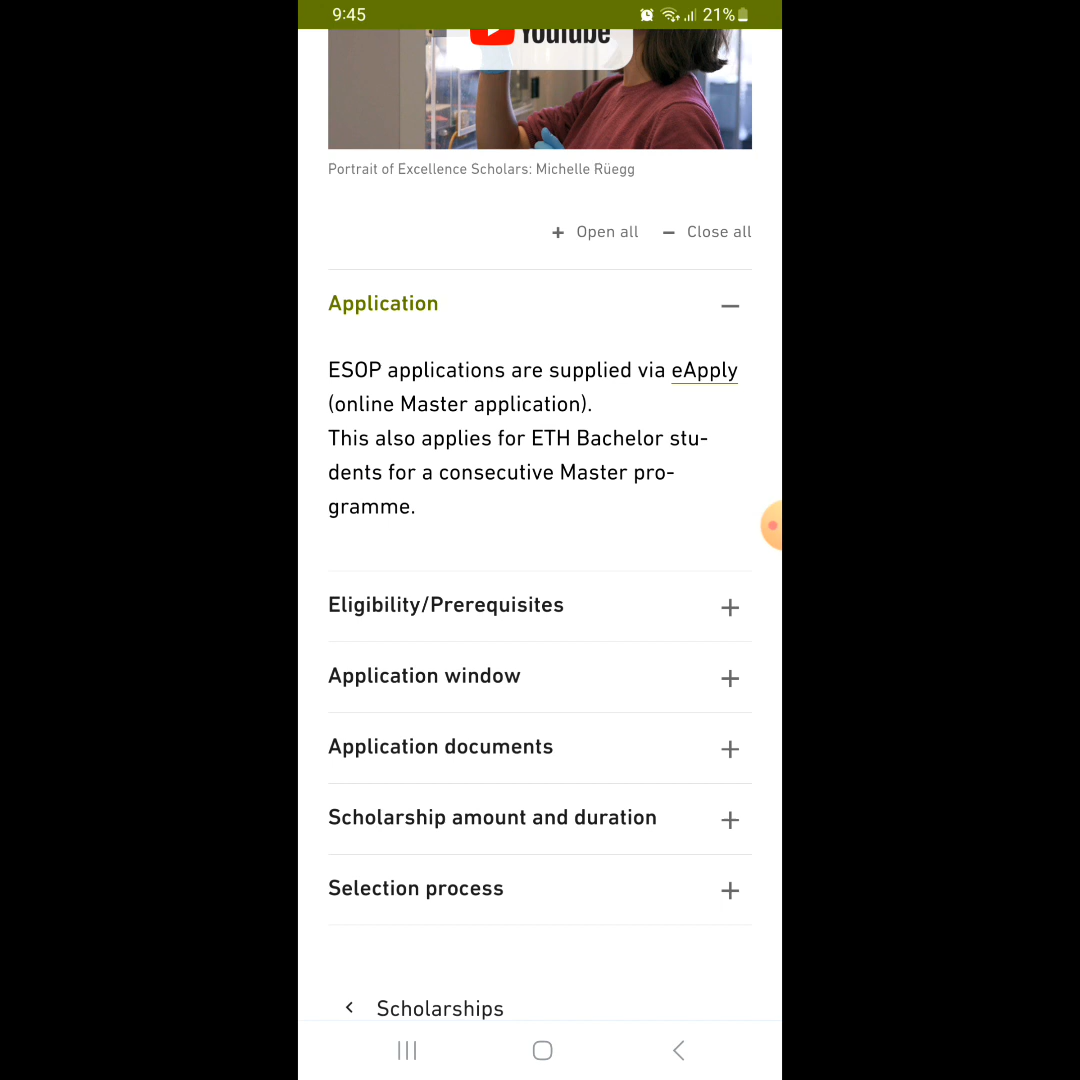 9:45
21%
YouTube
Portrait of Excellence Scholars: Michelle Rüegg
+ Open all − Close all
Application −
ESOP applications are supplied via eApply
(online Master application).
This also applies for ETH Bachelor stu-
dents for a consecutive Master pro-
gramme.
Eligibility/Prerequisites +
Application window +
Application documents +
Scholarship amount and duration +
Selection process +
< Scholarships